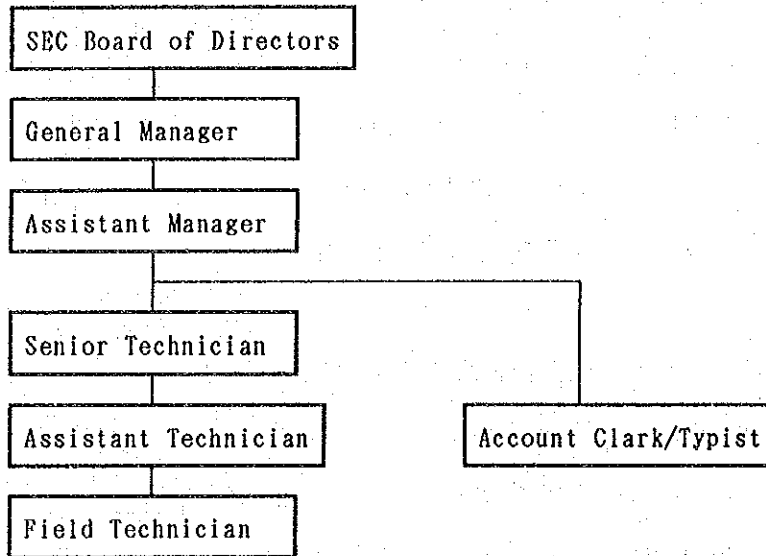 SEC Board of Directors
General Manager
Assistant Manager
Senior Technician
Assistant Technician
Account Clark/Typist
Field Technician